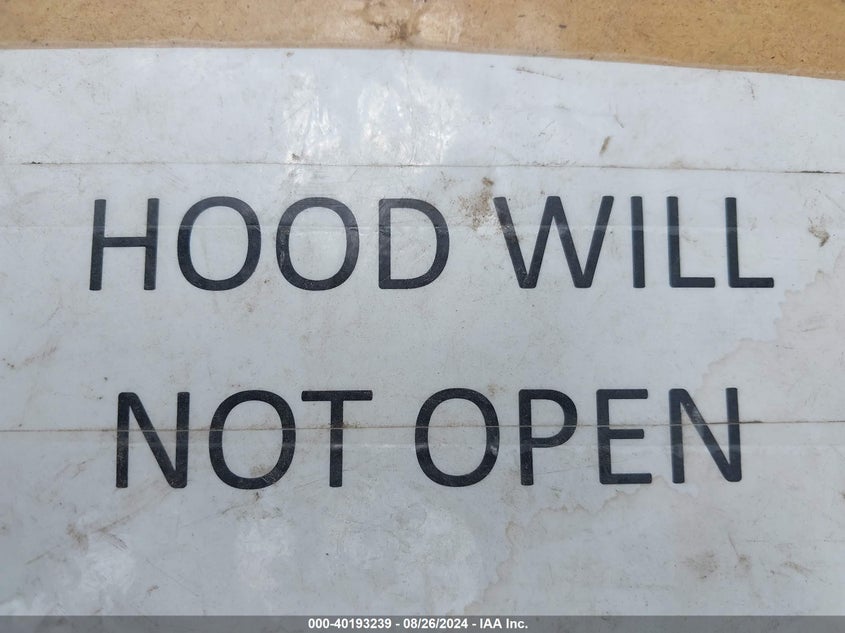 HOOD WILL
NOT OPEN
000-40193239 - 08/26/2024 - IAA Inc.